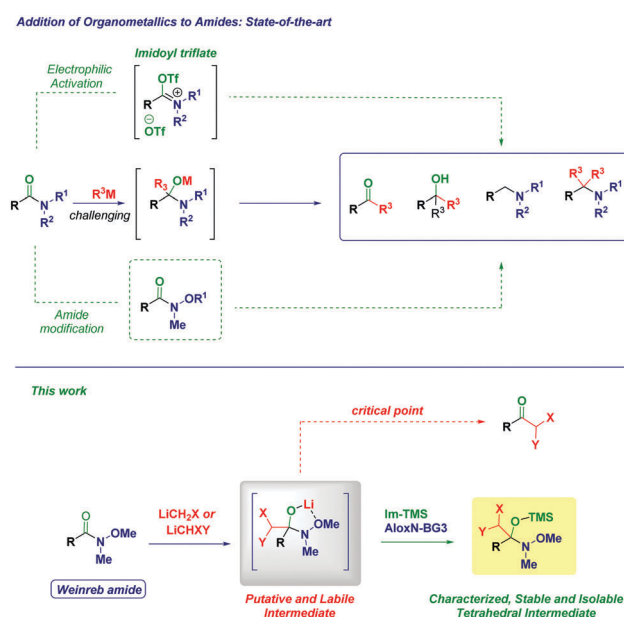 Addition of Organometallics to Amides: State-of-the-art
Imidoyl triflate
Electrophilic
Activation
OTf
R
N
R1
R2
⊕
⊖
OTf
O
R
N
R1
R2
R3M
challenging
R3
OM
R
N
R1
R2
O
R
R3
OH
R
R3
R3
R
N
R1
R2
R3
R3
R
N
R1
R2
Amide
modification
O
R
N
OR1
Me
This work
critical point
O
R
X
Y
O
R
N
OMe
Me
Weinreb amide
LiCH2X or
LiCHXY
X
Y
O
Li
R
N
OMe
Me
Putative and Labile
Intermediate
Im-TMS
AloxN-BG3
X
Y
O
TMS
R
N
OMe
Me
Characterized, Stable and Isolable
Tetrahedral Intermediate